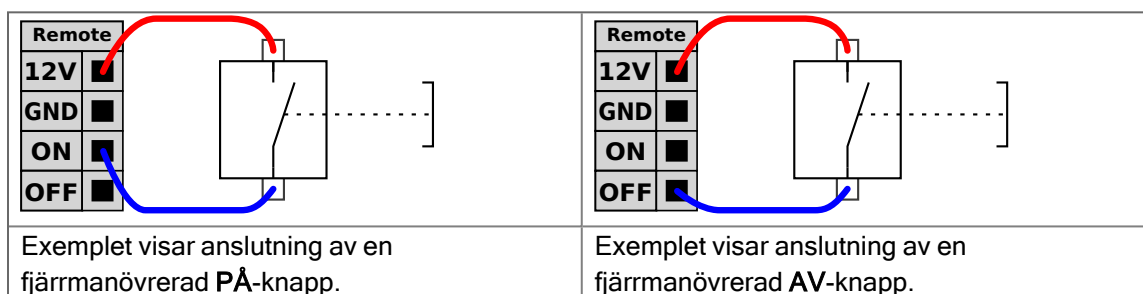 Remote
12V
GND
ON
OFF
Remote
12V
GND
ON
OFF
Exemplet visar anslutning av en
fjärrmanövrerad PÅ-knapp.
Exemplet visar anslutning av en
fjärrmanövrerad AV-knapp.